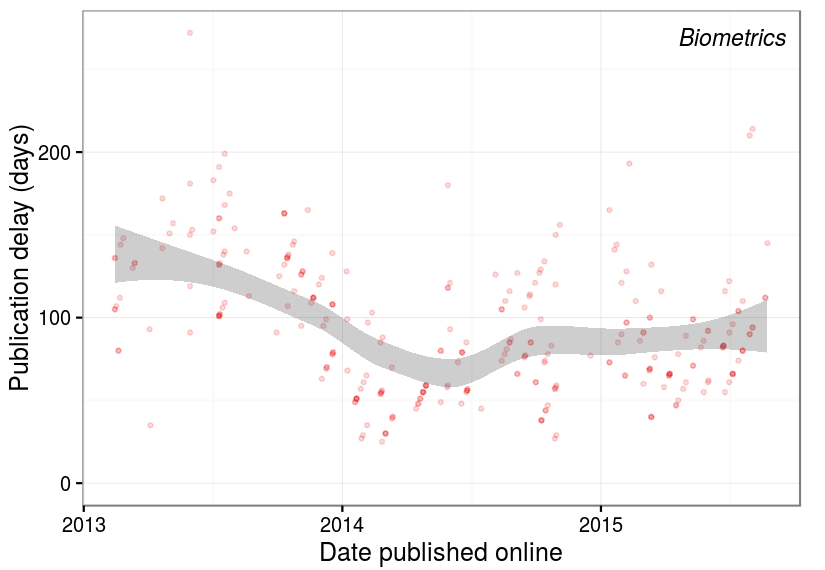 Biometrics
Publication delay (days)
200
100
0
2013
2014
2015
Date published online